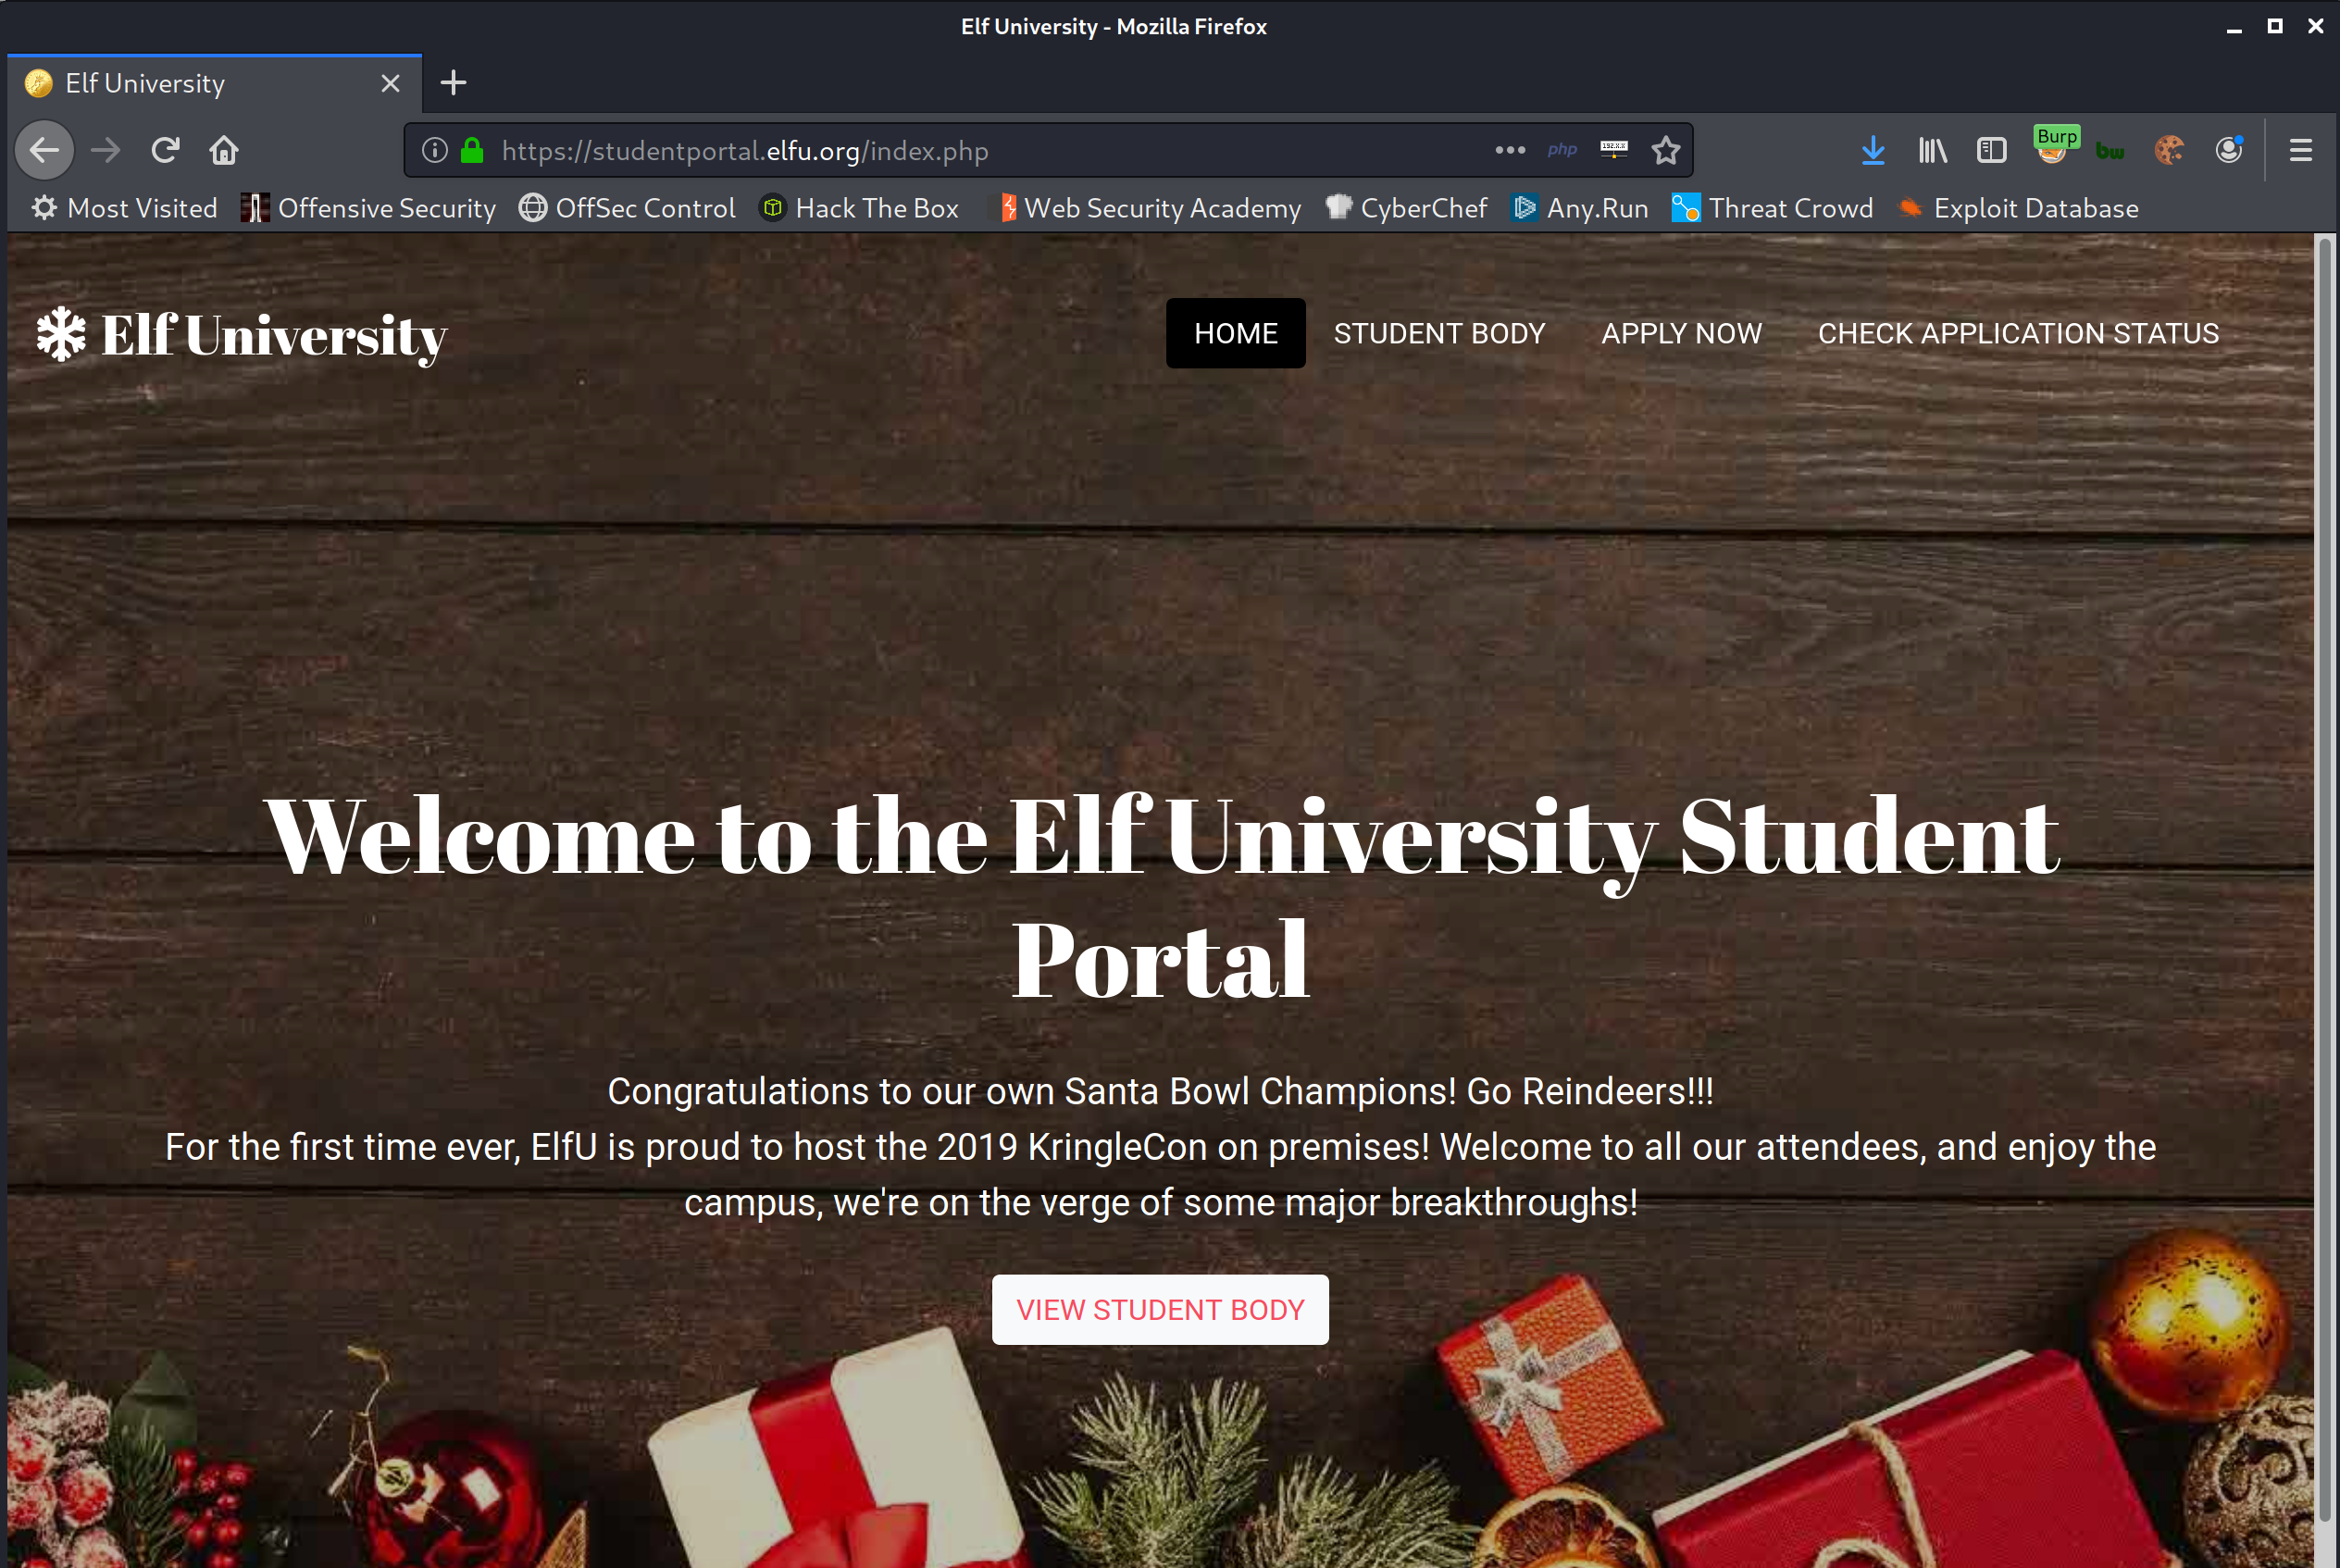 Elf University - Mozilla Firefox
Elf University
https://studentportal.elfu.org/index.php
php
192.X.X
Burp
bw
Most Visited
Offensive Security
OffSec Control
Hack The Box
Web Security Academy
CyberChef
Any.Run
Threat Crowd
Exploit Database
Elf University
HOME
STUDENT BODY
APPLY NOW
CHECK APPLICATION STATUS
Welcome to the Elf University Student
Portal
Congratulations to our own Santa Bowl Champions! Go Reindeers!!!
For the first time ever, ElfU is proud to host the 2019 KringleCon on premises! Welcome to all our attendees, and enjoy the
campus, we're on the verge of some major breakthroughs!
VIEW STUDENT BODY